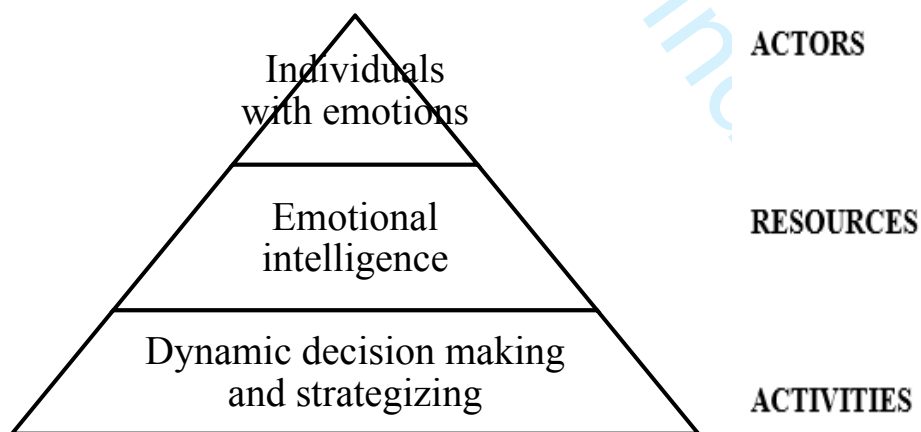 Individuals
with emotions
ACTORS
Emotional
intelligence
RESOURCES
Dynamic decision making
and strategizing
ACTIVITIES